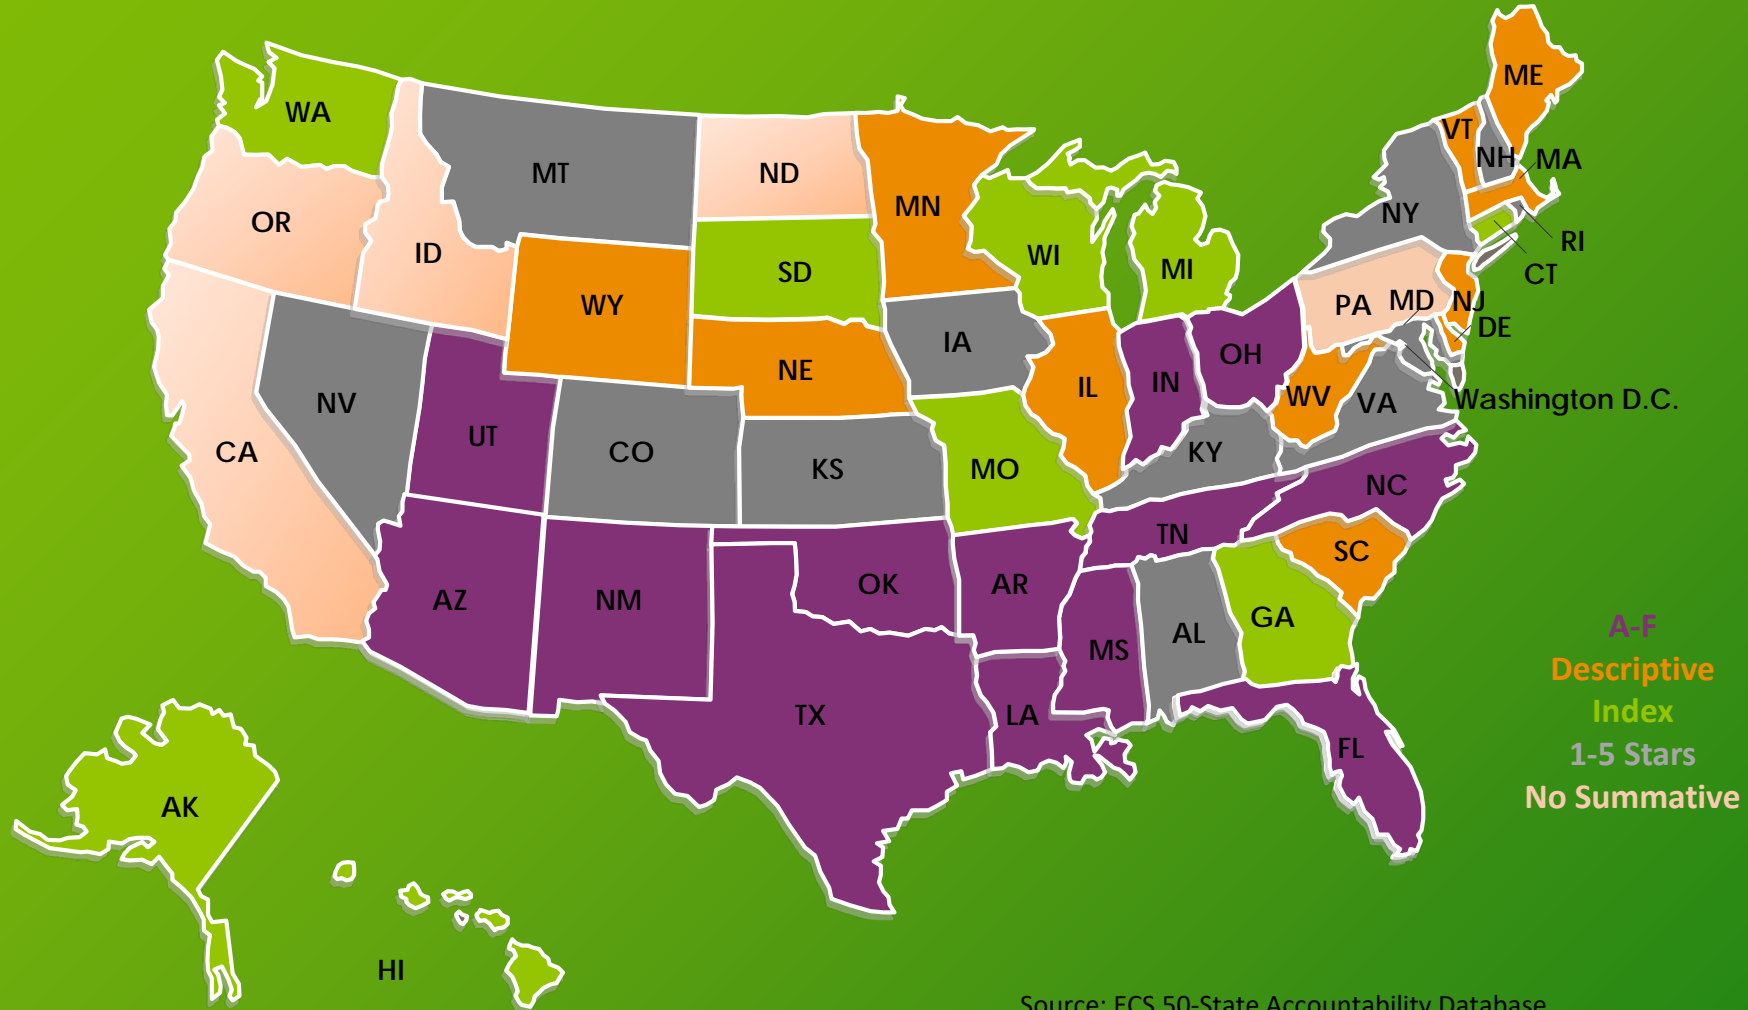 ME
WA
VT
NH
MA
MT
ND
MN
OR
NY
RI
ID
WI
MI
SD
CT
WY
PA
MD
NJ
DE
IA
OH
NE
IN
IL
WV
NV
VA
Washington D.C.
UT
CO
KS
MO
KY
CA
NC
TN
SC
AZ
NM
OK
AR
GA
AL
MS
A-F
Descriptive
Index
1-5 Stars
No Summative
TX
LA
FL
AK
HI
Source: ECS 50-State Accountability Database